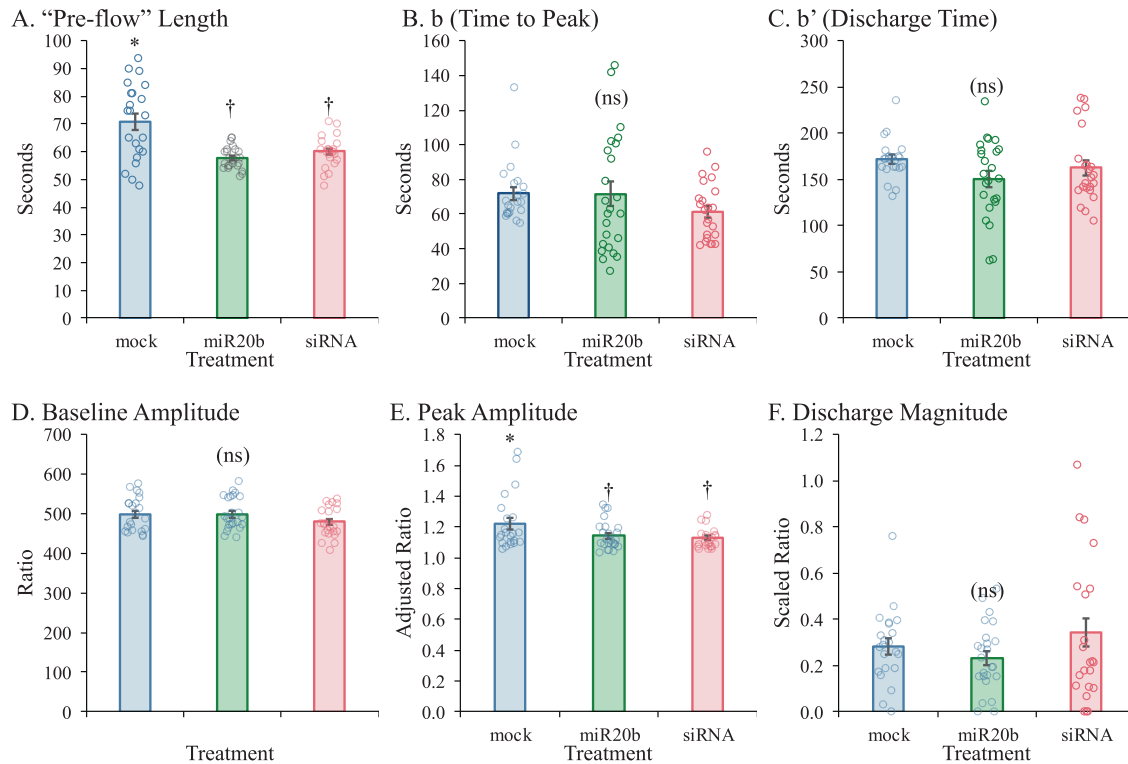 A. “Pre-flow” Length
*
†
†
100
90
80
70
60
50
40
30
20
10
0
Seconds
mock
miR20b
siRNA
Treatment
B. b (Time to Peak)
(ns)
160
140
120
100
80
60
40
20
0
Seconds
mock
miR20b
siRNA
Treatment
C. b’ (Discharge Time)
(ns)
300
250
200
150
100
50
0
Seconds
mock
miR20b
siRNA
Treatment
D. Baseline Amplitude
(ns)
700
600
500
400
300
200
100
0
Ratio
Treatment
E. Peak Amplitude
*
†
†
1.8
1.6
1.4
1.2
1.0
0.8
0.6
0.4
0.2
0.0
Adjusted Ratio
mock
miR20b
siRNA
Treatment
F. Discharge Magnitude
(ns)
1.2
1.0
0.8
0.6
0.4
0.2
0.0
Scaled Ratio
mock
miR20b
siRNA
Treatment